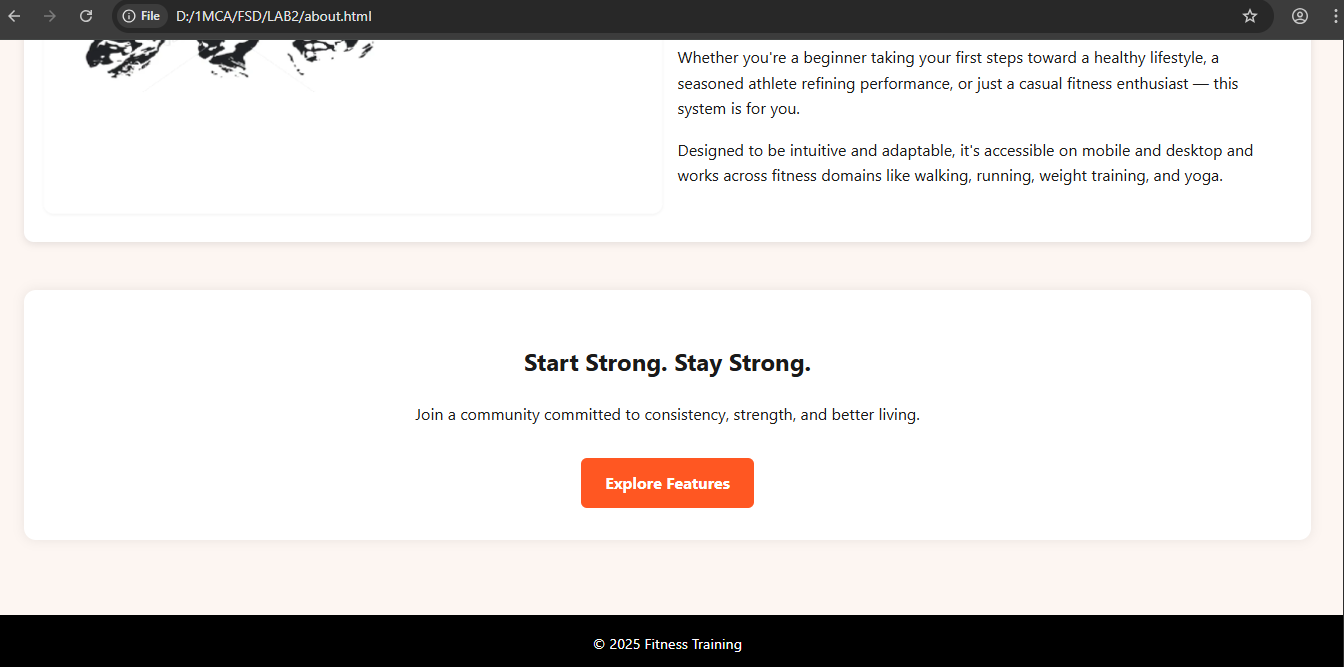 File
D:/1MCA/FSD/LAB2/about.html
Whether you're a beginner taking your first steps toward a healthy lifestyle, a
seasoned athlete refining performance, or just a casual fitness enthusiast — this
system is for you.
Designed to be intuitive and adaptable, it's accessible on mobile and desktop and
works across fitness domains like walking, running, weight training, and yoga.
Start Strong. Stay Strong.
Join a community committed to consistency, strength, and better living.
Explore Features
© 2025 Fitness Training